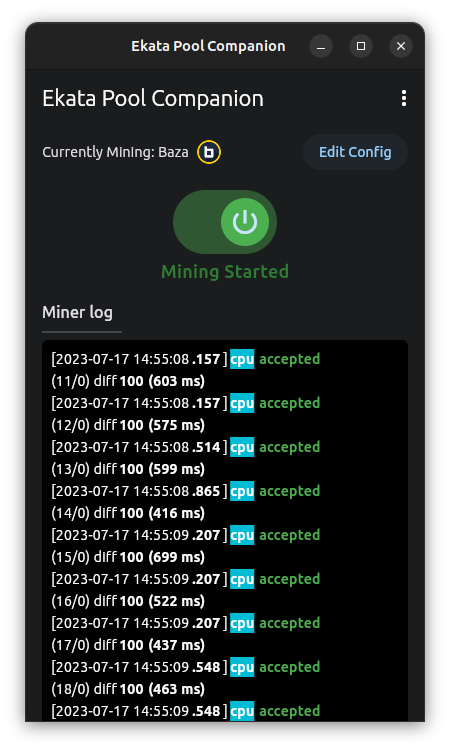 Ekata Pool Companion
Ekata Pool Companion
Currently Mining: Baza
Edit Config
Mining Started
Miner log
[2023-07-17 14:55:08.157] cpu accepted
(11/0) diff 100 (603 ms)
[2023-07-17 14:55:08.157] cpu accepted
(12/0) diff 100 (575 ms)
[2023-07-17 14:55:08.514] cpu accepted
(13/0) diff 100 (599 ms)
[2023-07-17 14:55:08.865] cpu accepted
(14/0) diff 100 (416 ms)
[2023-07-17 14:55:09.207] cpu accepted
(15/0) diff 100 (699 ms)
[2023-07-17 14:55:09.207] cpu accepted
(16/0) diff 100 (522 ms)
[2023-07-17 14:55:09.207] cpu accepted
(17/0) diff 100 (437 ms)
[2023-07-17 14:55:09.548] cpu accepted
(18/0) diff 100 (463 ms)
[2023-07-17 14:55:09.548] cpu accepted